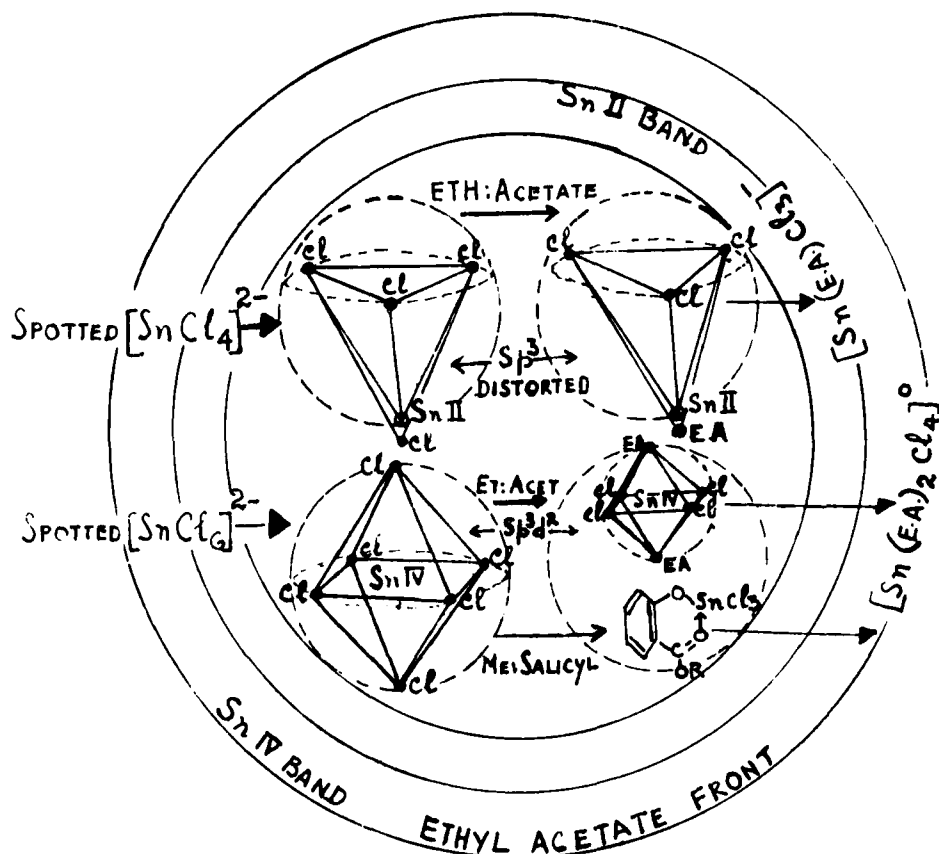 Sn II BAND
[Sn(E.A.)Cl3]-
ETH:ACETATE
Cl
Cl
Cl
Cl
Cl
Cl
SPOTTED [SnCl4]2-
Sp3
DISTORTED
Sn II
Cl
Sn II
EA
[Sn(E.A.)2Cl4]0
Cl
ET:ACET
EA
Cl
Cl
Sn IV
Cl
Cl
EA
SPOTTED [SnCl6]2-
Sp3d2
Cl
Cl
Sn IV
Cl
Cl
Cl
O
SnCl3
O
C
OR
ME:SALICYL
Sn IV BAND
ETHYL ACETATE FRONT